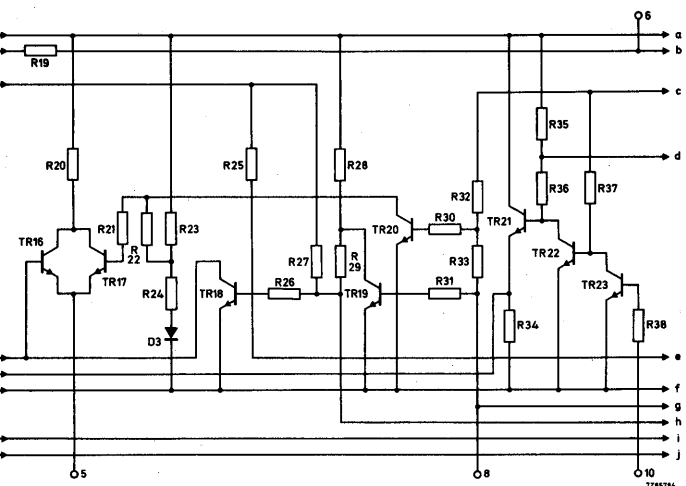 6
a
b
R19
c
R35
d
R20
R25
R28
R32
R36
R37
R21
R
22
R23
R30
TR20
TR21
TR16
TR17
R27
R
29
R33
TR22
R24
TR18
R26
TR19
R31
TR23
D3
R34
R38
e
f
g
h
i
j
5
8
10
7Z85784